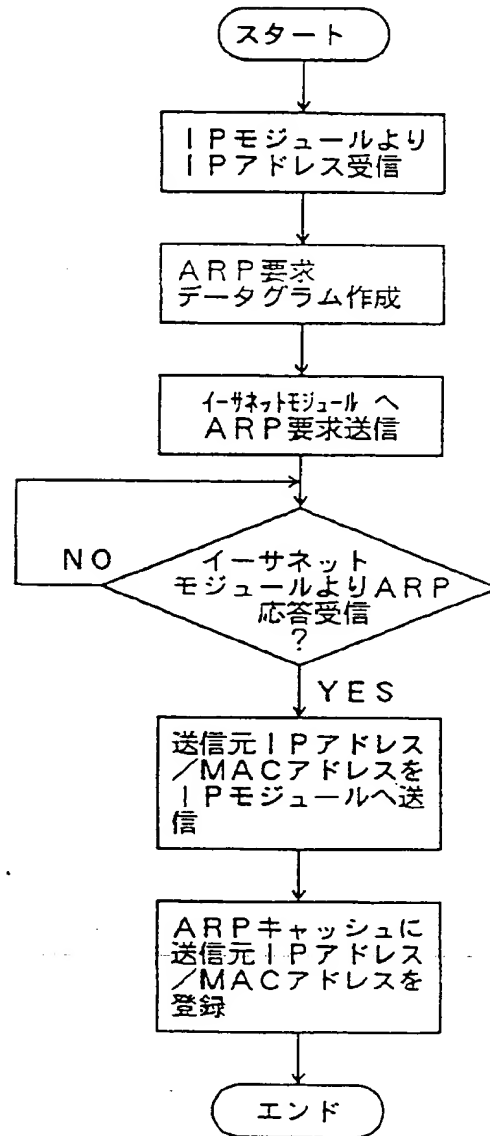 スタート
IPモジュールより
IPアドレス受信
ARP要求
データグラム作成
イーサネットモジュール へ
ARP要求送信
NO
イーサネット
モジュールよりARP
応答受信
?
YES
送信元IPアドレス
/MACアドレスを
IPモジュールへ送
信
ARPキャッシュに
送信元IPアドレス
/MACアドレスを
登録
エンド